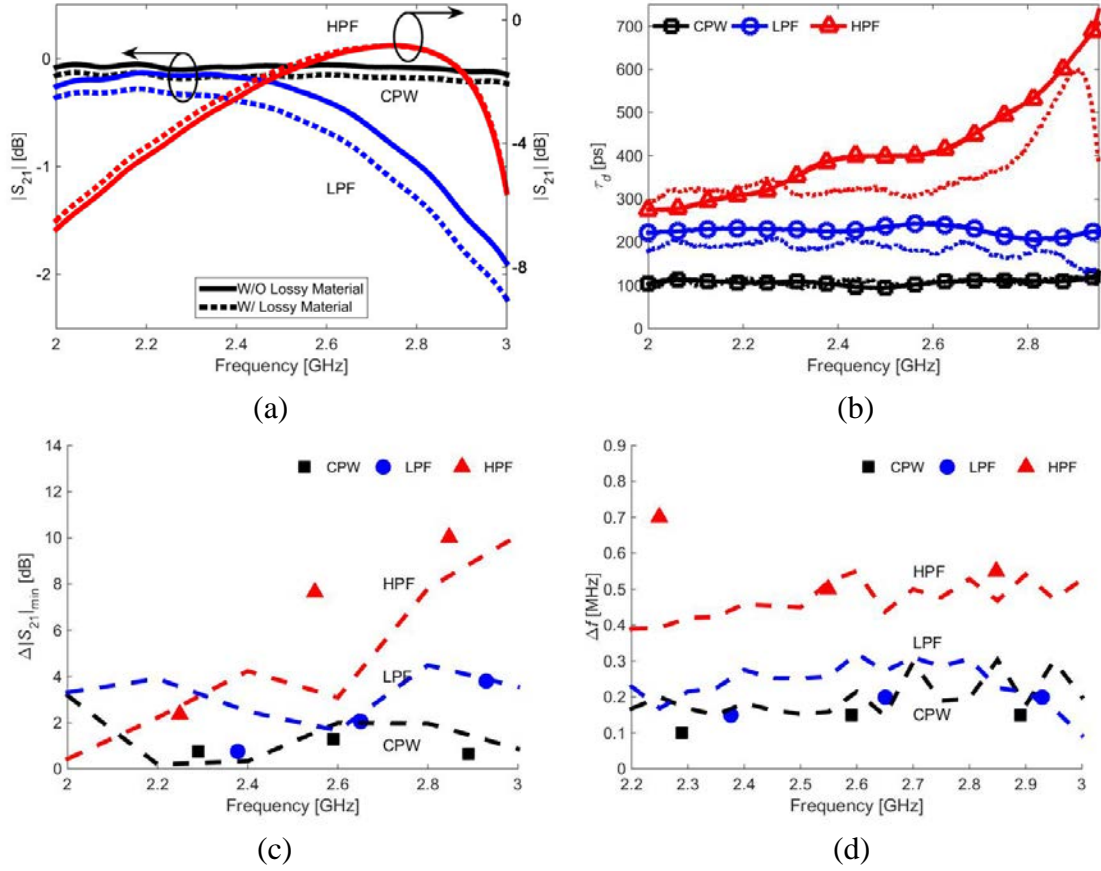 HPF
0
0
CPW
-1
-4
|S21| [dB]
|S21| [dB]
LPF
-2
-8
W/O Lossy Material
W/ Lossy Material
2 2.2 2.4 2.6 2.8 3
Frequency [GHz]
(a)
CPW LPF HPF
700
600
500
400
300
200
100
0
τd [ps]
2 2.2 2.4 2.6 2.8
Frequency [GHz]
(b)
14
12
10
8
6
4
2
0
Δ|S21|min [dB]
CPW LPF HPF
HPF
LPF
CPW
2 2.2 2.4 2.6 2.8 3
Frequency [GHz]
(c)
0.9
0.8
0.7
0.6
0.5
0.4
0.3
0.2
0.1
0
Δf [MHz]
CPW LPF HPF
HPF
LPF
CPW
2.2 2.3 2.4 2.5 2.6 2.7 2.8 2.9 3
Frequency [GHz]
(d)